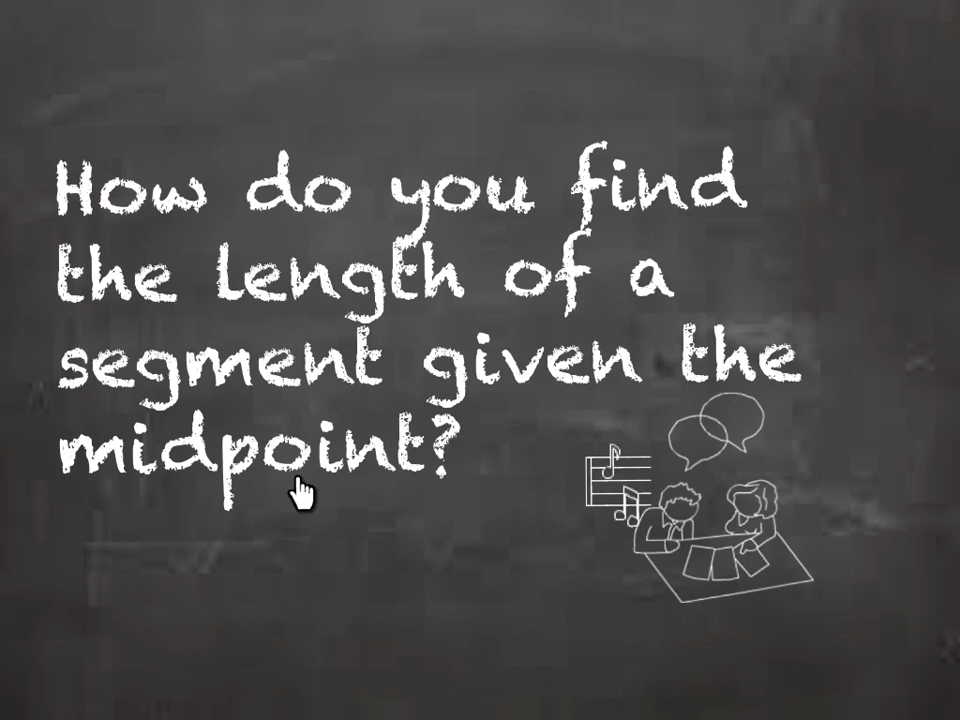 How do you find
the length of a
segment given the
midpoint?